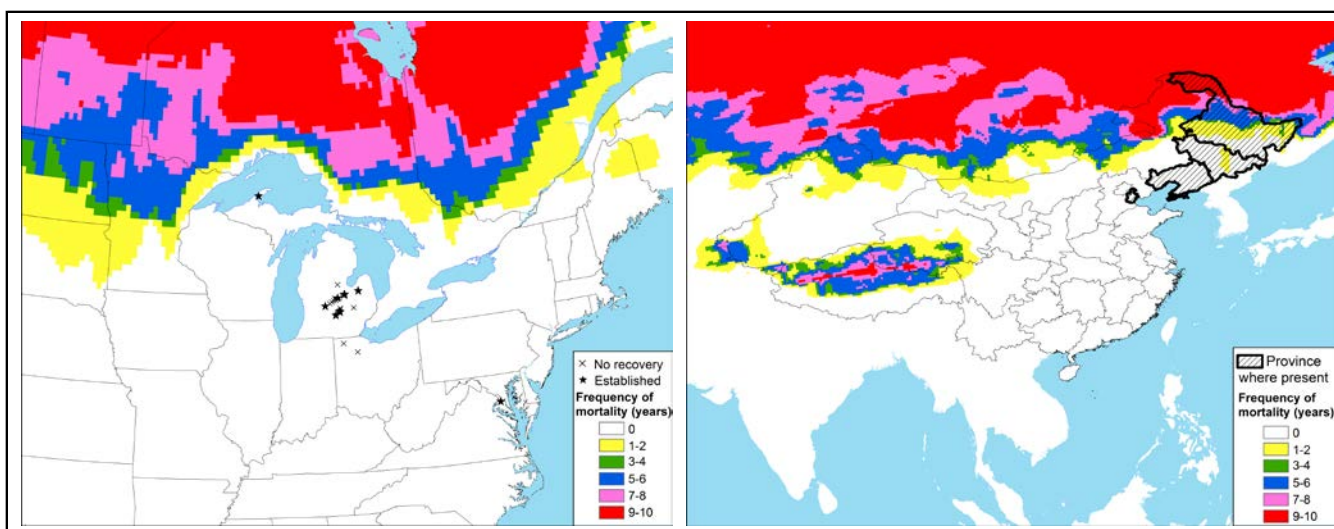 × No recovery
★ Established
Frequency of
mortality (years)
0
1-2
3-4
5-6
7-8
9-10
Province
where present
Frequency of
mortality (years)
0
1-2
3-4
5-6
7-8
9-10